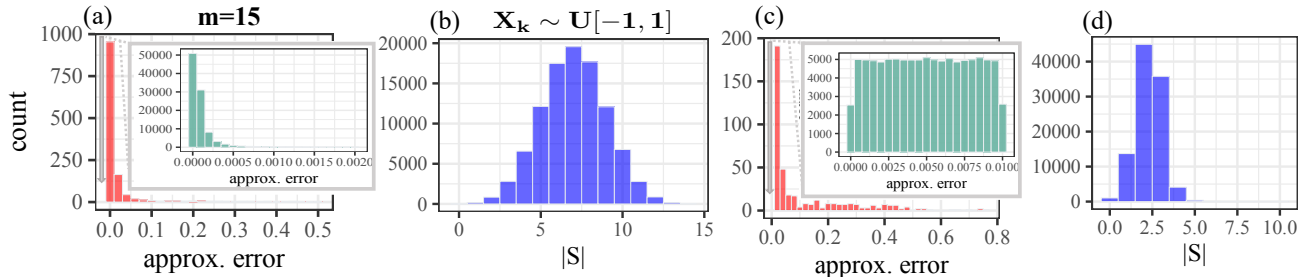 (a)
m=15
count
1000
750
500
250
0
0.0 0.1 0.2 0.3 0.4 0.5
approx. error
50000
40000
30000
20000
10000
0
0.0000 0.0005 0.0010 0.0015 0.0020
approx. error
(b)
X_k ∼ U[−1, 1]
20000
15000
10000
5000
0
5 10 15
|S|
(c)
200
150
100
50
0
0.0 0.2 0.4 0.6 0.8
approx. error
5000
4000
3000
2000
1000
0
0.0000 0.0025 0.0050 0.0075 0.0100
approx. error
(d)
40000
30000
20000
10000
0
0.0 2.5 5.0 7.5 10.0
|S|